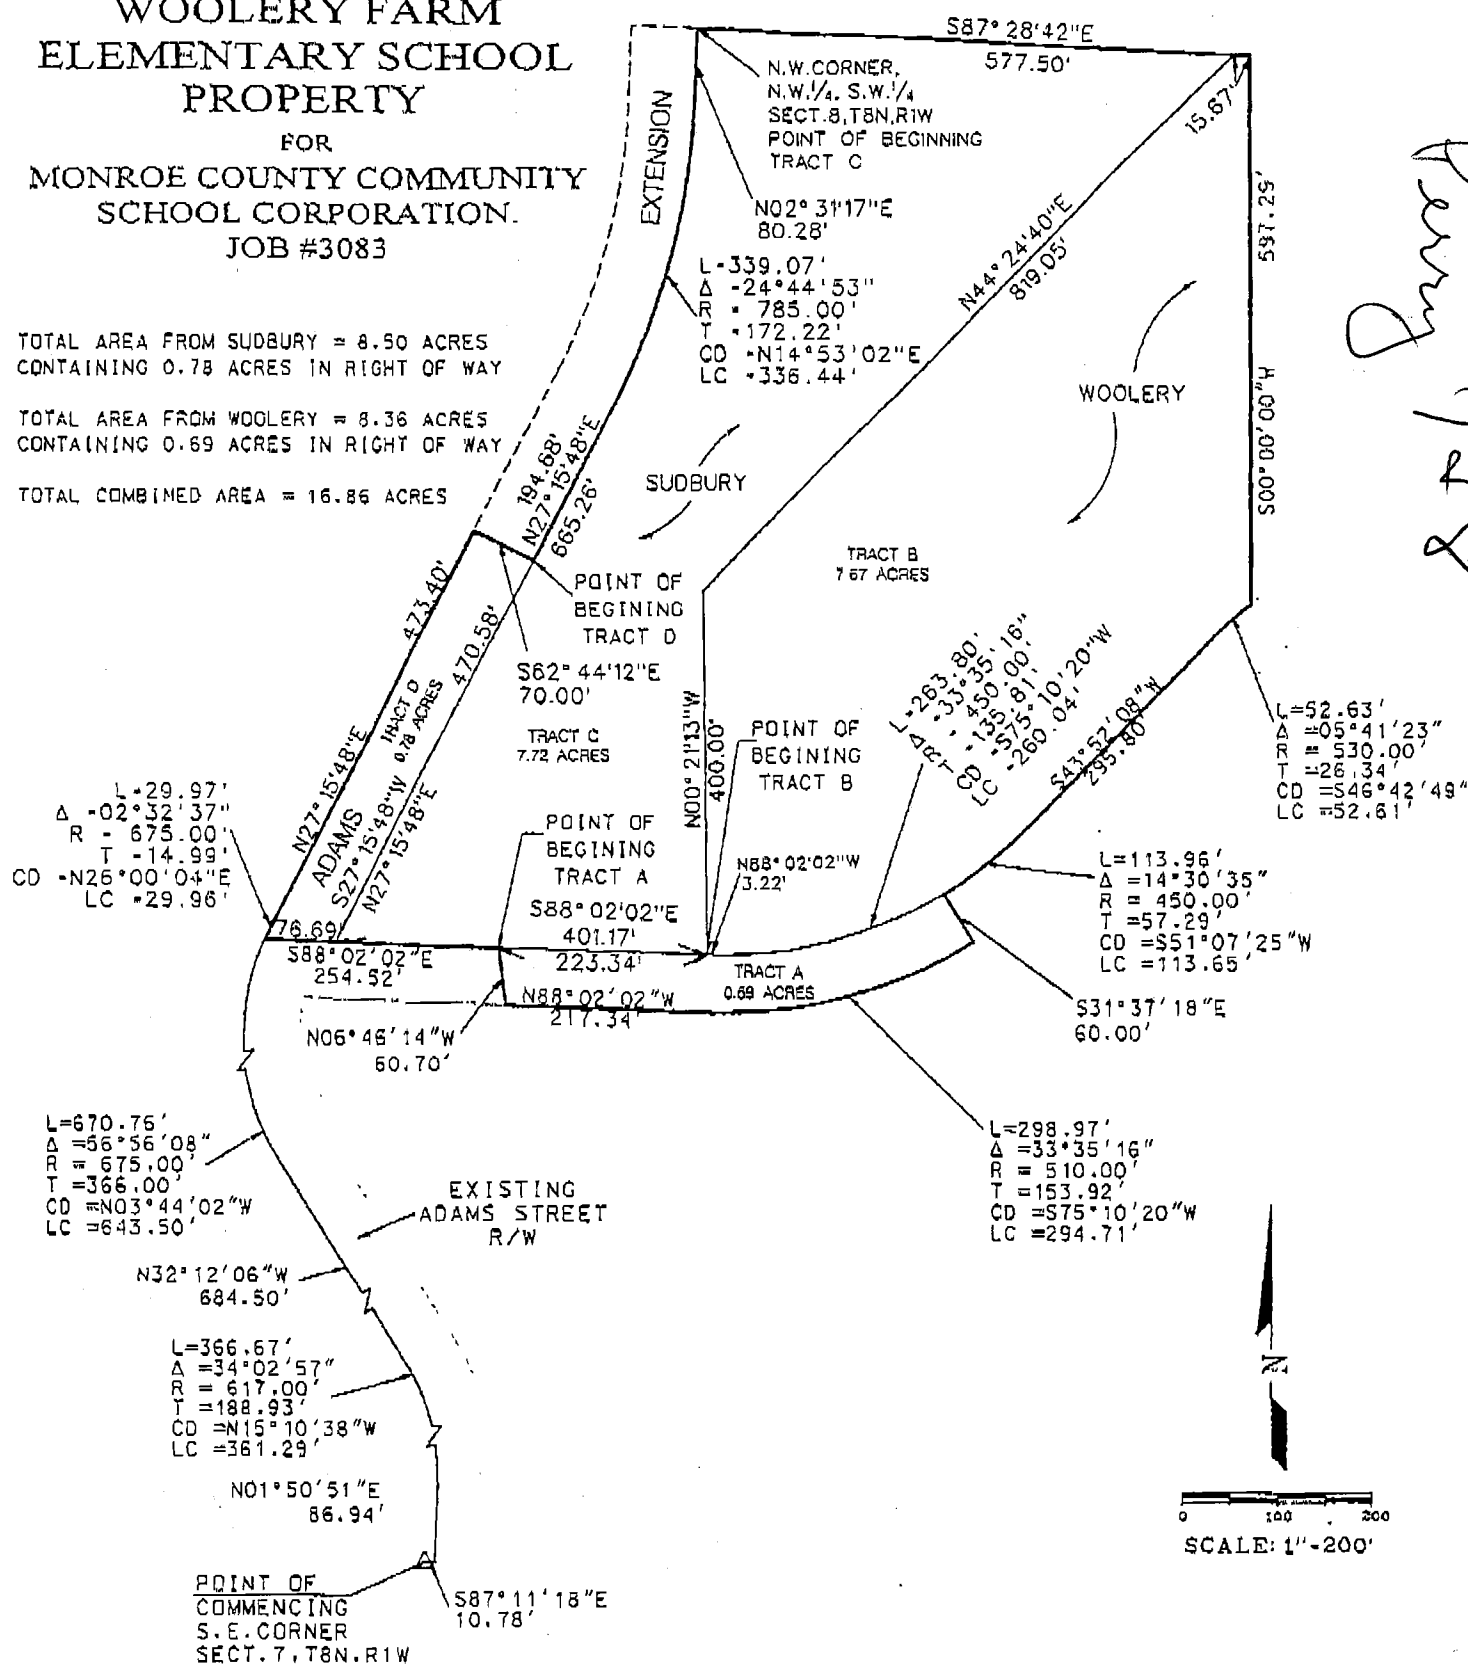 WOOLERY FARM
ELEMENTARY SCHOOL
PROPERTY
FOR
MONROE COUNTY COMMUNITY
SCHOOL CORPORATION.
JOB #3083
TOTAL AREA FROM SUDBURY = 8.50 ACRES
CONTAINING 0.78 ACRES IN RIGHT OF WAY
TOTAL AREA FROM WOOLERY = 8.36 ACRES
CONTAINING 0.69 ACRES IN RIGHT OF WAY
TOTAL COMBINED AREA = 16.86 ACRES
S87°28'42"E
577.50'
N.W.CORNER,
N.W.1/4, S.W.1/4
SECT.8,T8N,R1W
POINT OF BEGINNING
TRACT C
15.67'
EXTENSION
N02°31'17"E
80.28'
L=339.07'
Δ =24°44'53"
R = 785.00'
T =172.22'
CD =N14°53'02"E
LC =336.44'
N44°24'40"E
819.05'
597.25'
S00°00'00"W
WOOLERY
SUDBURY
194.68'
N27°15'48"E
665.26'
TRACT B
7.67 ACRES
POINT OF
BEGINING
TRACT D
S62°44'12"E
70.00'
473.40'
470.58'
TRACT D
0.78 ACRES
N27°15'48"E
ADAMS
S27°15'48"W
N27°15'48"E
TRACT C
7.72 ACRES
N00°21'13"W
400.00'
POINT OF
BEGINING
TRACT B
L=263.80'
Δ =33°35'16"
R = 450.00'
T =135.81'
CD =S75°10'20"W
LC =260.04'
S43°52'08"W
295.80'
L=52.63'
Δ =05°41'23"
R = 530.00'
T =26.34'
CD =S46°42'49"
LC =52.61'
L=29.97'
Δ =02°32'37"
R = 675.00'
T =14.99'
CD =N26°00'04"E
LC =29.96'
POINT OF
BEGINING
TRACT A
N88°02'02"W
3.22'
L=113.96'
Δ =14°30'35"
R = 450.00'
T =57.29'
CD =S51°07'25"W
LC =113.65'
76.69'
S88°02'02"E
254.52'
S88°02'02"E
401.17'
223.34'
N88°02'02"W
217.34'
TRACT A
0.69 ACRES
S31°37'18"E
60.00'
N06°46'14"W
60.70'
L=670.76'
Δ =56°56'08"
R = 675.00'
T =366.00'
CD =N03°44'02"W
LC =643.50'
L=298.97'
Δ =33°35'16"
R = 510.00'
T =153.92'
CD =S75°10'20"W
LC =294.71'
EXISTING
ADAMS STREET
R/W
N32°12'06"W
684.50'
L=366.67'
Δ =34°02'57"
R = 617.00'
T =188.93'
CD =N15°10'38"W
LC =361.29'
N01°50'51"E
86.94'
N
0 100 200
SCALE: 1"=200'
POINT OF
COMMENCING
S.E.CORNER
SECT.7,T8N,R1W
S87°11'18"E
10.78'